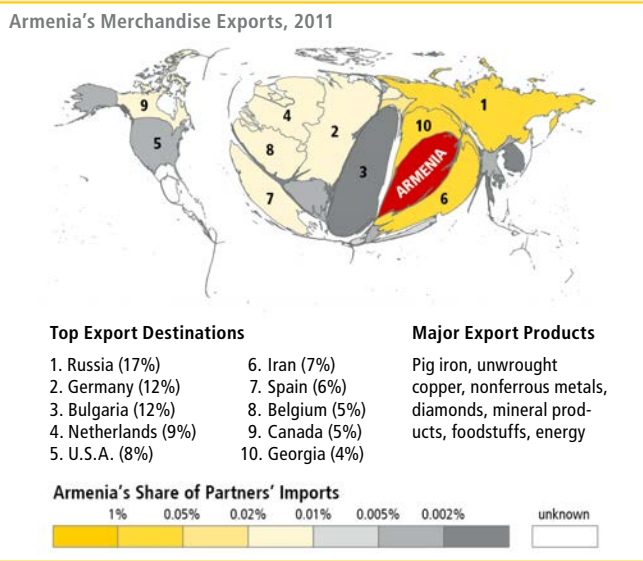 Armenia's Merchandise Exports, 2011
9
5
4
2
8
7
3
10
1
ARMENIA
6
Top Export Destinations
1. Russia (17%)
2. Germany (12%)
3. Bulgaria (12%)
4. Netherlands (9%)
5. U.S.A. (8%)
6. Iran (7%)
7. Spain (6%)
8. Belgium (5%)
9. Canada (5%)
10. Georgia (4%)
Major Export Products
Pig iron, unwrought
copper, nonferrous metals,
diamonds, mineral prod-
ucts, foodstuffs, energy
Armenia's Share of Partners' Imports
1% 0.05% 0.02% 0.01% 0.005% 0.002% unknown